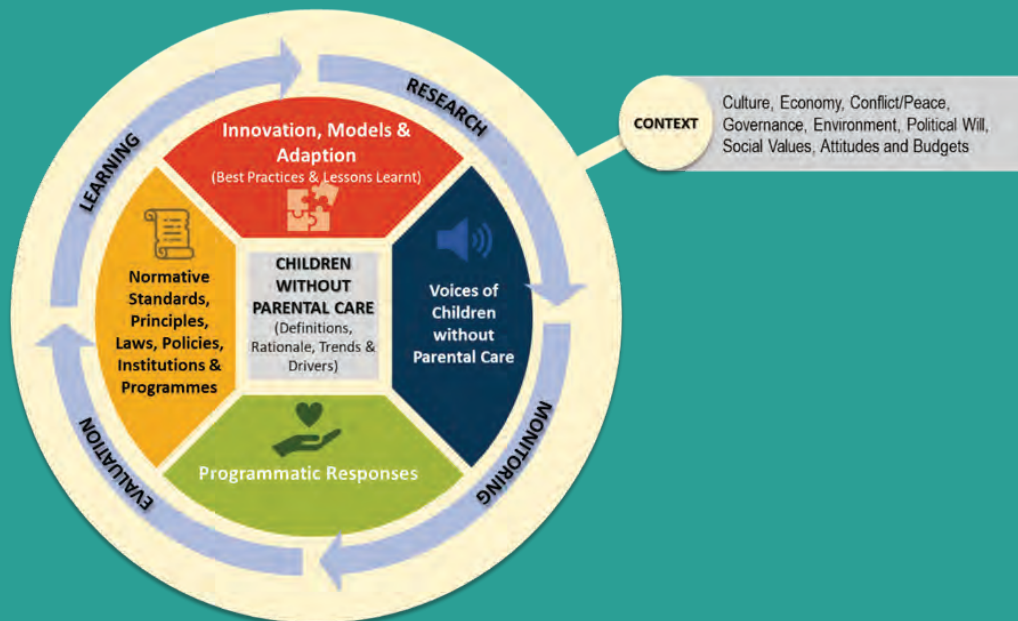 LEARNING
RESEARCH
Innovation, Models &
Adaption
(Best Practices & Lessons Learnt)
CONTEXT
Culture, Economy, Conflict/Peace,
Governance, Environment, Political Will,
Social Values, Attitudes and Budgets
Normative
Standards,
Principles,
Laws, Policies,
Institutions &
Programmes
CHILDREN
WITHOUT
PARENTAL CARE
(Definitions,
Rationale, Trends &
Drivers)
Voices of
Children
without
Parental Care
Programmatic Responses
EVALUATION
MONITORING